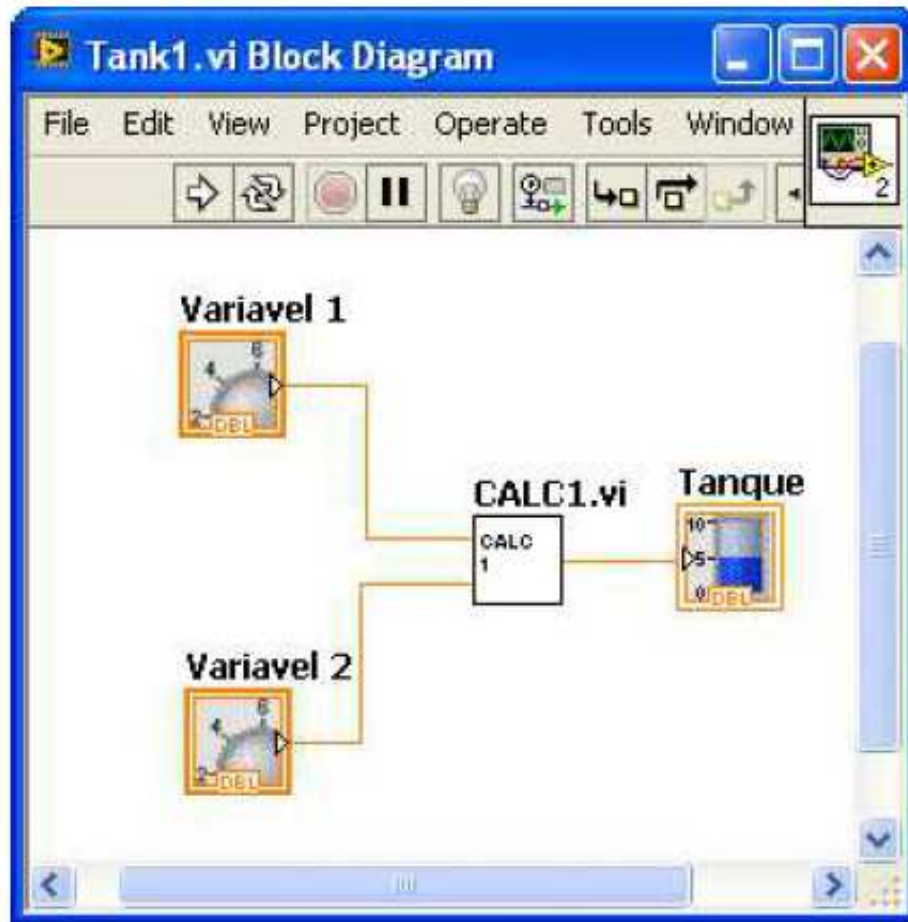 Tank1.vi Block Diagram
File Edit View Project Operate Tools Window
2
Variavel 1
2 4 6
DBL
CALC1.vi
CALC
1
Tanque
10
5
0
DBL
Variavel 2
2 4 6
DBL